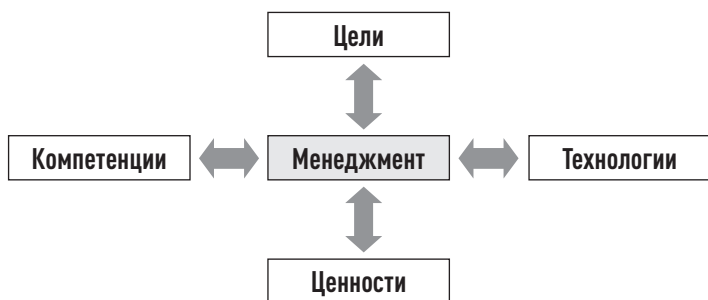 Цели
Компетенции
Менеджмент
Технологии
Ценности